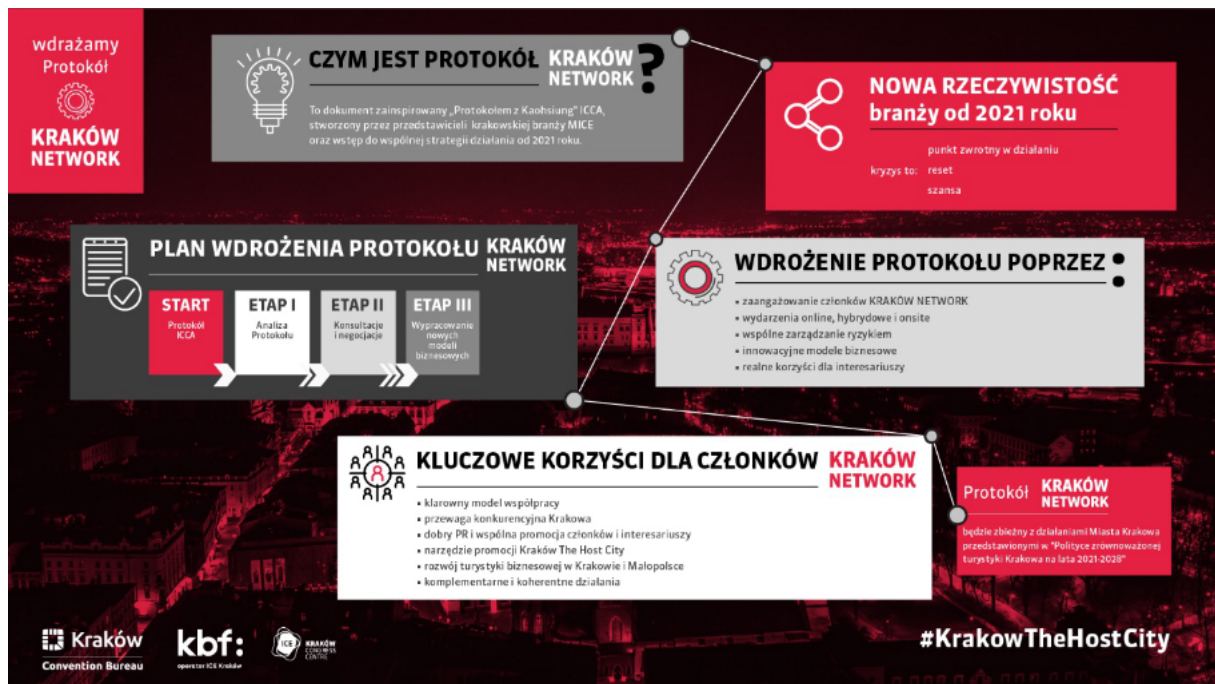 wdrażamy
Protokół
KRAKÓW
NETWORK
CZYM JEST PROTOKÓŁ KRAKÓW
NETWORK ?
To dokument zainspirowany „Protokołem z Kaohsiung" ICCA,
stworzony przez przedstawicieli krakowskiej branży MICE
oraz wstęp do wspólnej strategii działania od 2021 roku.
NOWA RZECZYWISTOŚĆ
branży od 2021 roku
punkt zwrotny w działaniu
kryzys to: reset
szansa
PLAN WDROŻENIA PROTOKOŁU KRAKÓW
NETWORK
START
Protokół
ICCA
ETAP I
Analiza
Protokołu
ETAP II
Konsultacje
i negocjacje
ETAP III
Wypracowanie
nowych
modeli
biznesowych
WDROŻENIE PROTOKOŁU POPRZEZ :
▪ zaangażowanie członków KRAKÓW NETWORK
▪ wydarzenia online, hybrydowe i onsite
▪ wspólne zarządzanie ryzykiem
▪ innowacyjne modele biznesowe
▪ realne korzyści dla interesariuszy
KLUCZOWE KORZYŚCI DLA CZŁONKÓW KRAKÓW
NETWORK
▪ klarowny model współpracy
▪ przewaga konkurencyjna Krakowa
▪ dobry PR i wspólna promocja członków i interesariuszy
▪ narzędzie promocji Kraków The Host City
▪ rozwój turystyki biznesowej w Krakowie i Małopolsce
▪ komplementarne i koherentne działania
Protokół KRAKÓW
NETWORK
będzie zbieżny z działaniami Miasta Krakowa
przedstawionymi w "Polityce zrównoważonej
turystyki Krakowa na lata 2021-2028"
Kraków
Convention Bureau
kbf:
operator ICE Kraków
ICE
KRAKÓW
CONGRESS
CENTRE
#KrakowTheHostCity